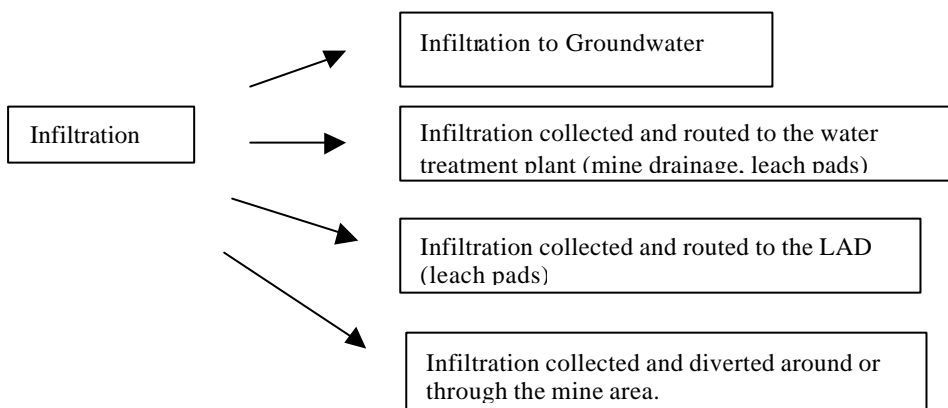 Infiltration to Groundwater
Infiltration
Infiltration collected and routed to the water
treatment plant (mine drainage, leach pads)
Infiltration collected and routed to the LAD
(leach pads)
Infiltration collected and diverted around or
through the mine area.